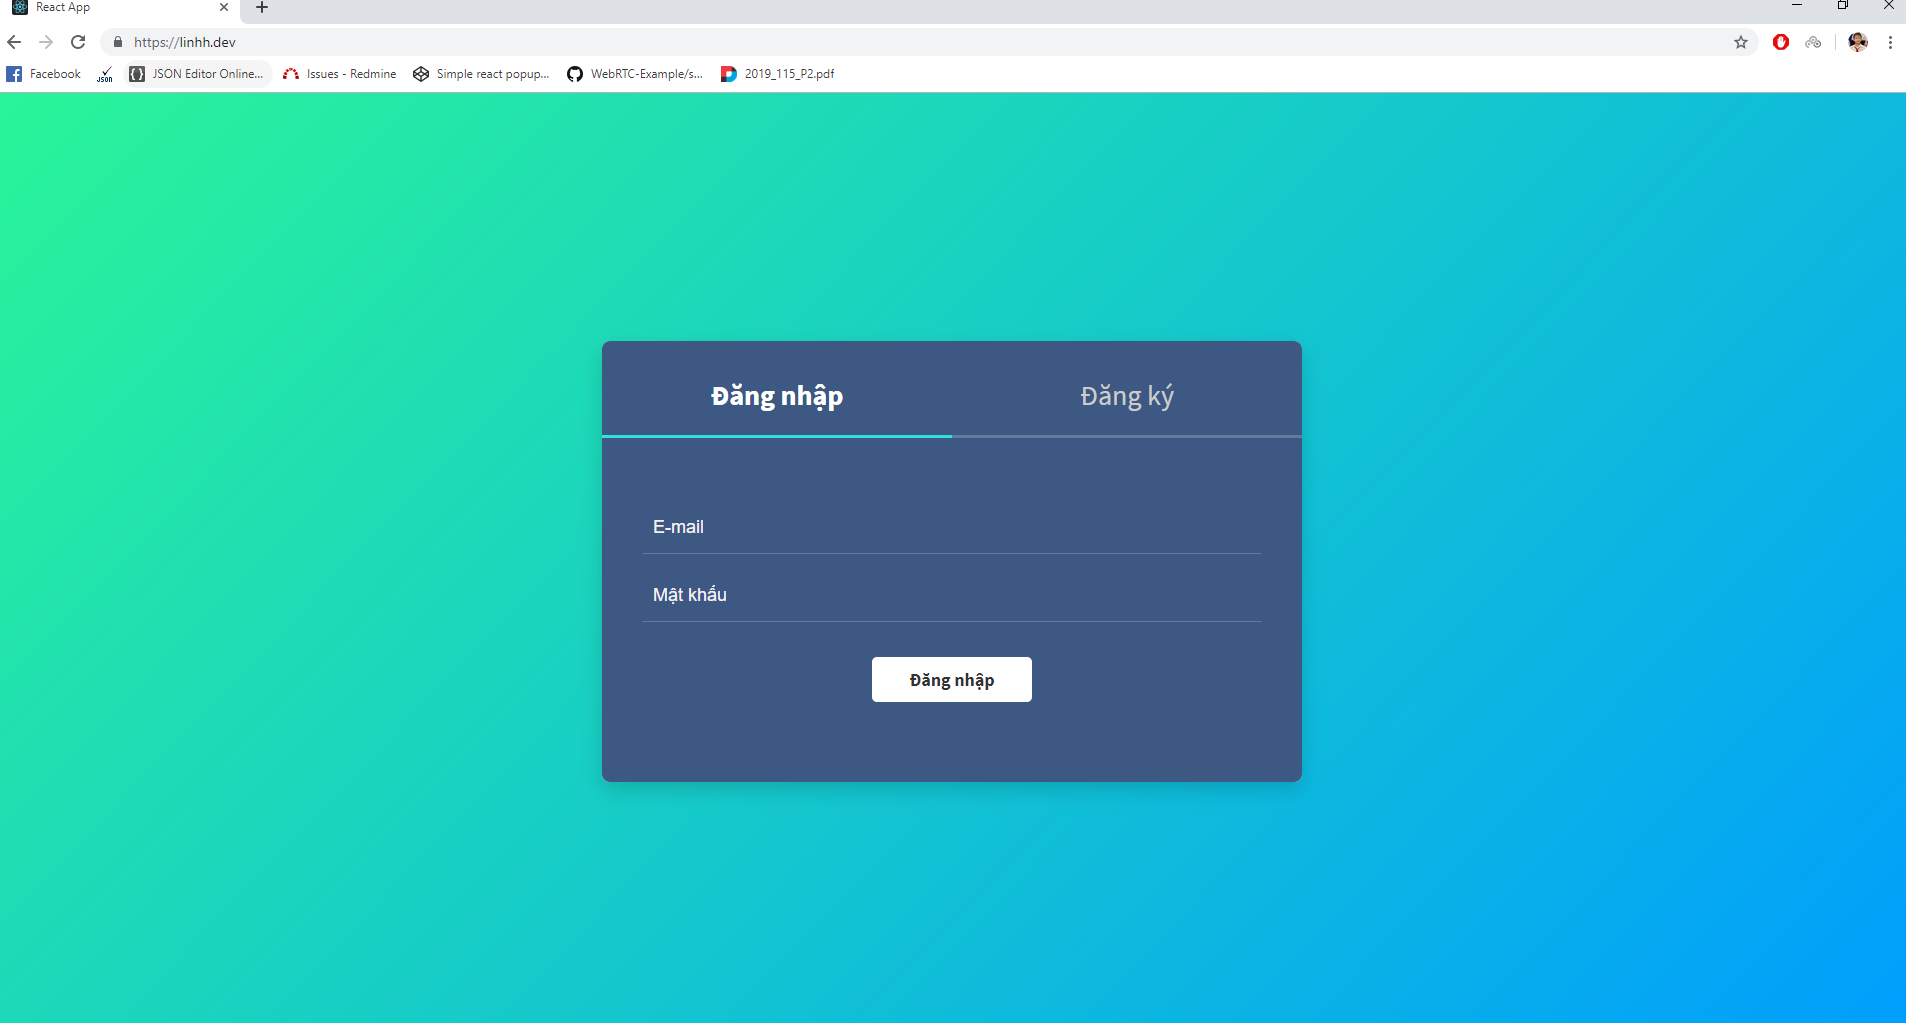 React App
https://linhh.dev
Facebook
JSON
JSON Editor Online...
Issues - Redmine
Simple react popup...
WebRTC-Example/s...
2019_115_P2.pdf
Đăng nhập
Đăng ký
E-mail
Mật khẩu
Đăng nhập